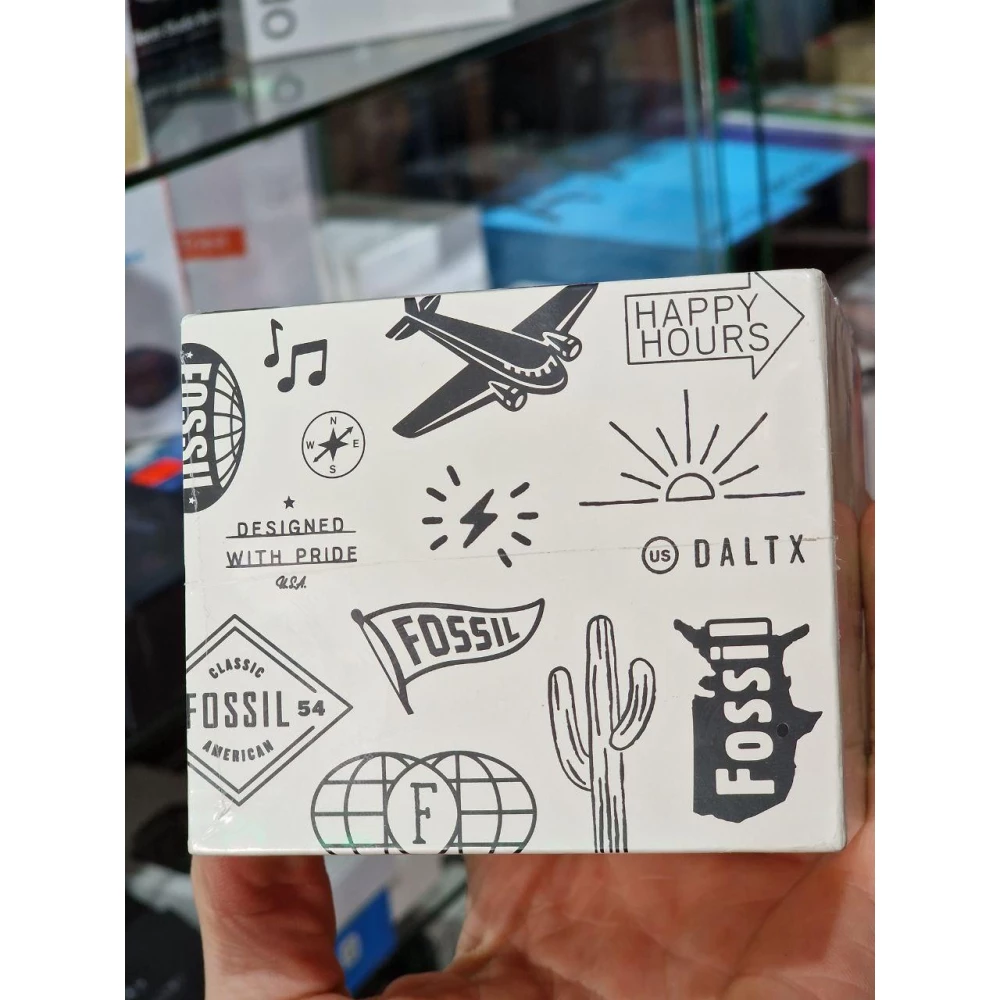 HAPPY
HOURS
FOSSIL
N
W E
S
DESIGNED
WITH PRIDE
U.S.A.
US DALTX
FOSSIL
CLASSIC
FOSSIL 54
AMERICAN
Fossil
F